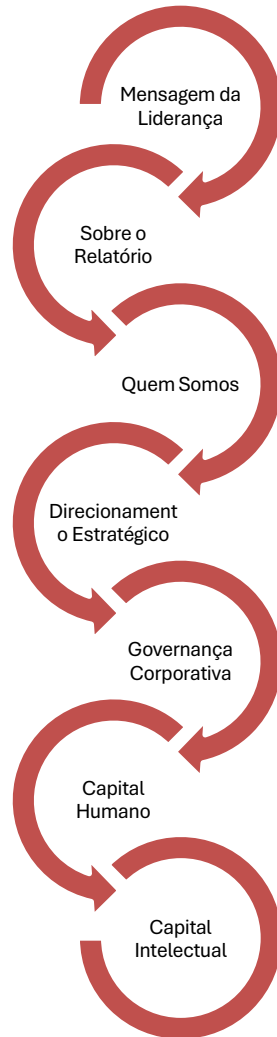 Mensagem da
Liderança
Sobre o
Relatório
Quem Somos
Direcionament
o Estratégico
Governança
Corporativa
Capital
Humano
Capital
Intelectual